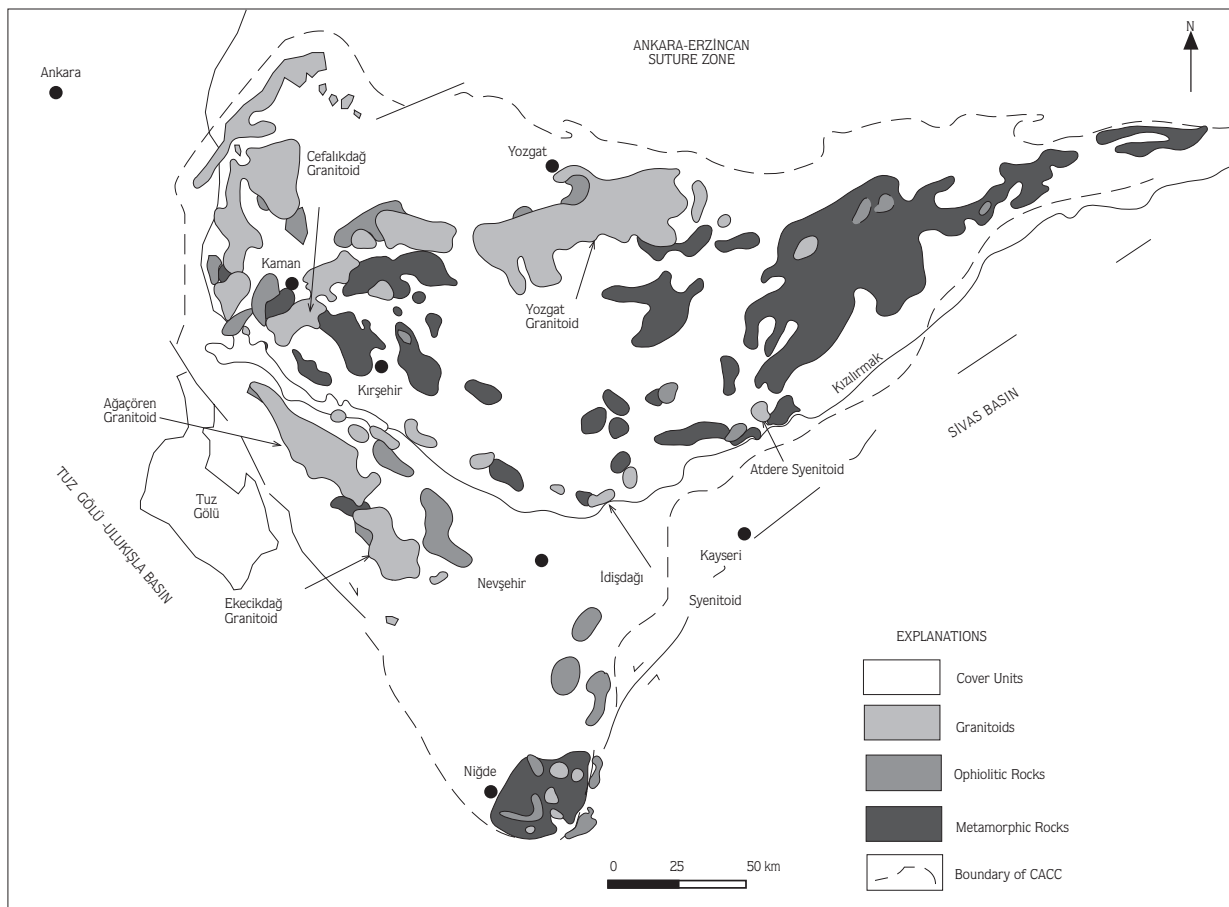 ANKARA-ERZİNCAN
SUTURE ZONE
N
Ankara
Cefalıkdağ
Granitoid
Yozgat
Kaman
Yozgat
Granitoid
Kırşehir
Kızılırmak
Ağaçören
Granitoid
SİVAS BASIN
Atdere Syenitoid
TUZ GÖLÜ -ULUKIŞLA BASIN
Tuz
Gölü
Kayseri
Nevşehir
İdişdağı
Syenitoid
Ekecikdağ
Granitoid
EXPLANATIONS
Cover Units
Granitoids
Ophiolitic Rocks
Metamorphic Rocks
Boundary of CACC
Niğde
0 25 50 km